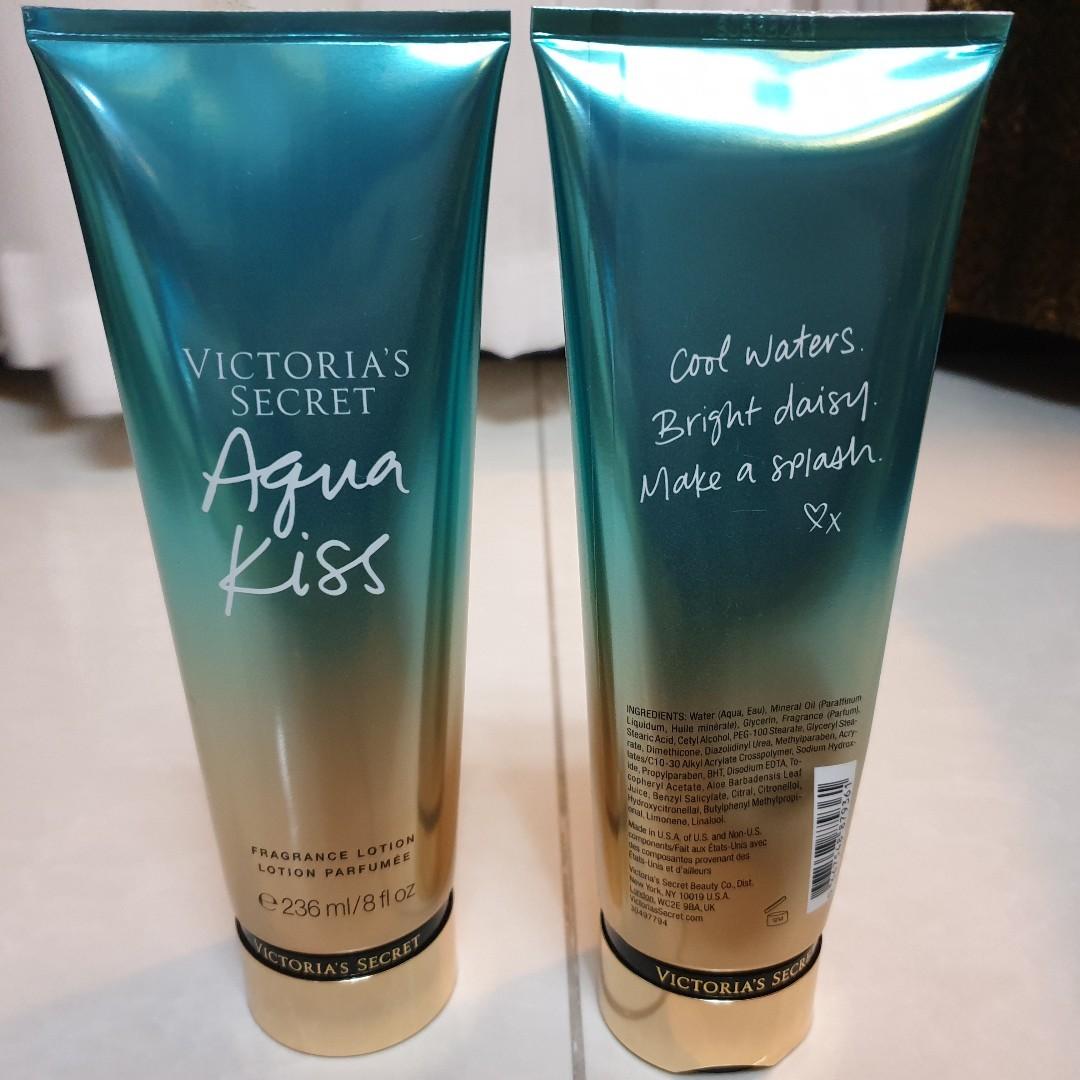 VICTORIA'S
SECRET
Aqua
Kiss
FRAGRANCE LOTION
LOTION PARFUMÉE
℮ 236 ml/8 fl oz
VICTORIA'S SECRET
Cool waters.
Bright daisy.
Make a splash.
♡x
INGREDIENTS: Water (Aqua, Eau), Mineral Oil (Paraffinum
Liquidum, Huile minérale), Glycerin, Fragrance (Parfum),
Stearic Acid, Cetyl Alcohol, PEG-100 Stearate, Glyceryl Stea-
rate, Dimethicone, Diazolidinyl Urea, Methylparaben, Acry-
lates/C10-30 Alkyl Acrylate Crosspolymer, Sodium Hydrox-
ide, Propylparaben, BHT, Disodium EDTA, To-
copheryl Acetate, Aloe Barbadensis Leaf
Juice, Benzyl Salicylate, Citral, Citronellol,
Hydroxycitronellal, Butylphenyl Methylpropi-
onal, Limonene, Linalool.
Made in U.S.A. of U.S. and Non-U.S.
components/Fait aux États-Unis avec
des composantes provenant des
États-Unis et d'ailleurs
Victoria's Secret Beauty Co., Dist.
New York, NY 10019 U.S.A.
London, WC2E 9BA, UK
VictoriasSecret.com
30497794
12M
VICTORIA'S SECRE